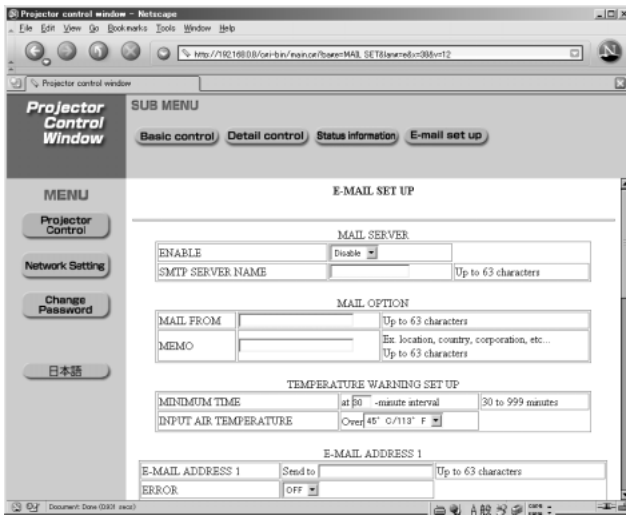 Projector control window - Netscape
File Edit View Go Bookmarks Tools Window Help
Projector control window
Projector Control Window
SUB MENU
Basic control Detail control Status information E-mail set up
MENU
Projector Control
Network Setting
Change Password
日本語
E-MAIL SET UP
MAIL SERVER
ENABLE Disable
SMTP SERVER NAME Up to 63 characters
MAIL OPTION
MAIL FROM Up to 63 characters
MEMO Ex. location, country, corporation, etc...
Up to 63 characters
TEMPERATURE WARNING SET UP
MINIMUM TIME at -minute interval 30 to 999 minutes
INPUT AIR TEMPERATURE Over 45° C/113° F
E-MAIL ADDRESS 1
E-MAIL ADDRESS 1 Send to Up to 63 characters
ERROR OFF
Document: Done
A 般